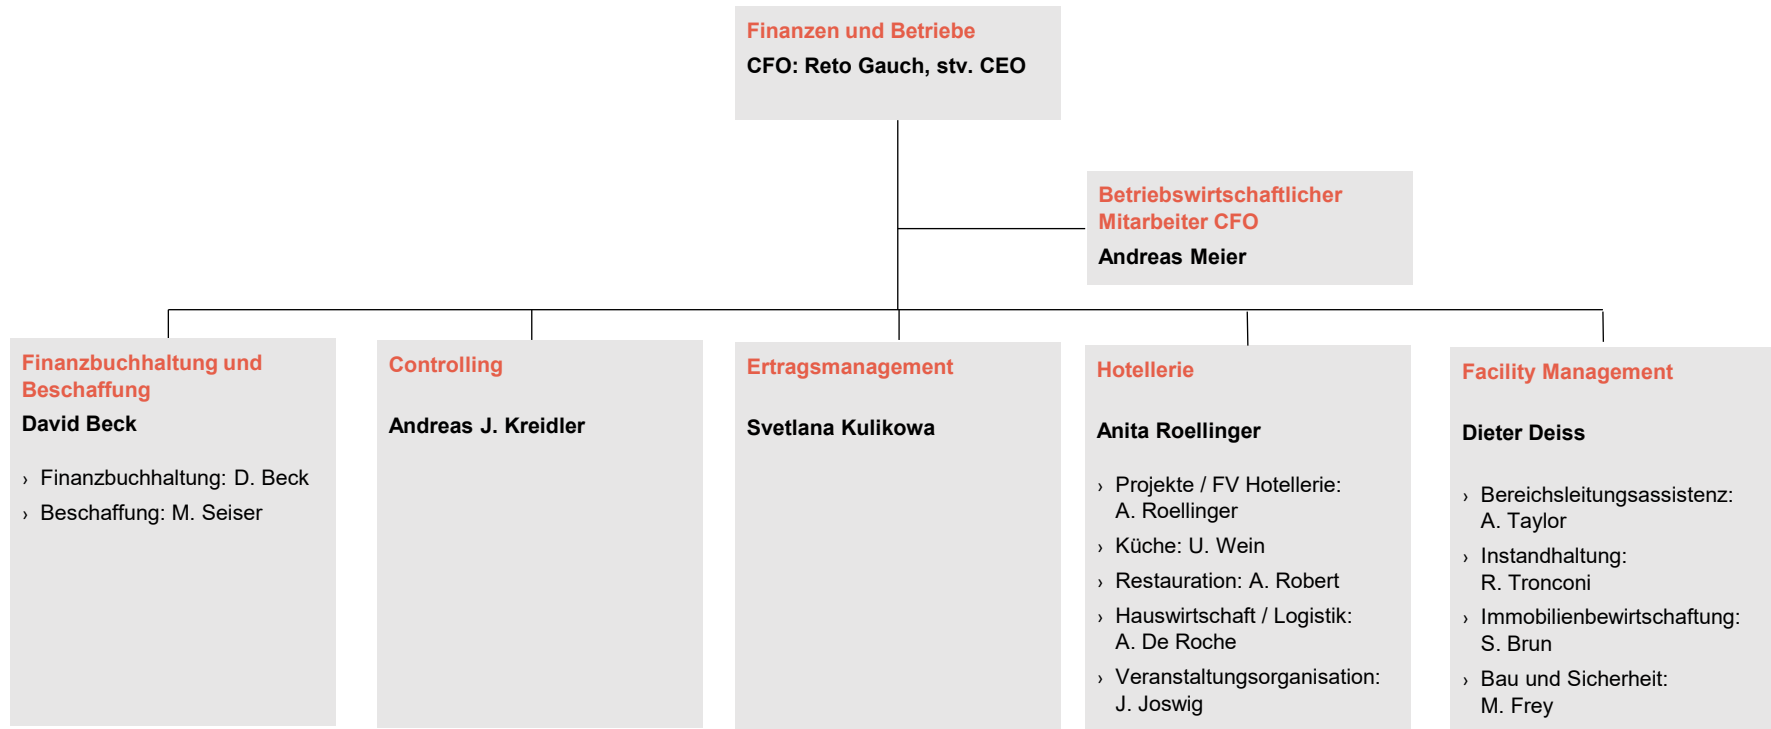 Finanzen und Betriebe
CFO: Reto Gauch, stv. CEO
Betriebswirtschaftlicher
Mitarbeiter CFO
Andreas Meier
Finanzbuchhaltung und
Beschaffung
David Beck
› Finanzbuchhaltung: D. Beck
› Beschaffung: M. Seiser
Controlling
Andreas J. Kreidler
Ertragsmanagement
Svetlana Kulikowa
Hotellerie
Anita Roellinger
› Projekte / FV Hotellerie:
A. Roellinger
› Küche: U. Wein
› Restauration: A. Robert
› Hauswirtschaft / Logistik:
A. De Roche
› Veranstaltungsorganisation:
J. Joswig
Facility Management
Dieter Deiss
› Bereichsleitungsassistenz:
A. Taylor
› Instandhaltung:
R. Tronconi
› Immobilienbewirtschaftung:
S. Brun
› Bau und Sicherheit:
M. Frey